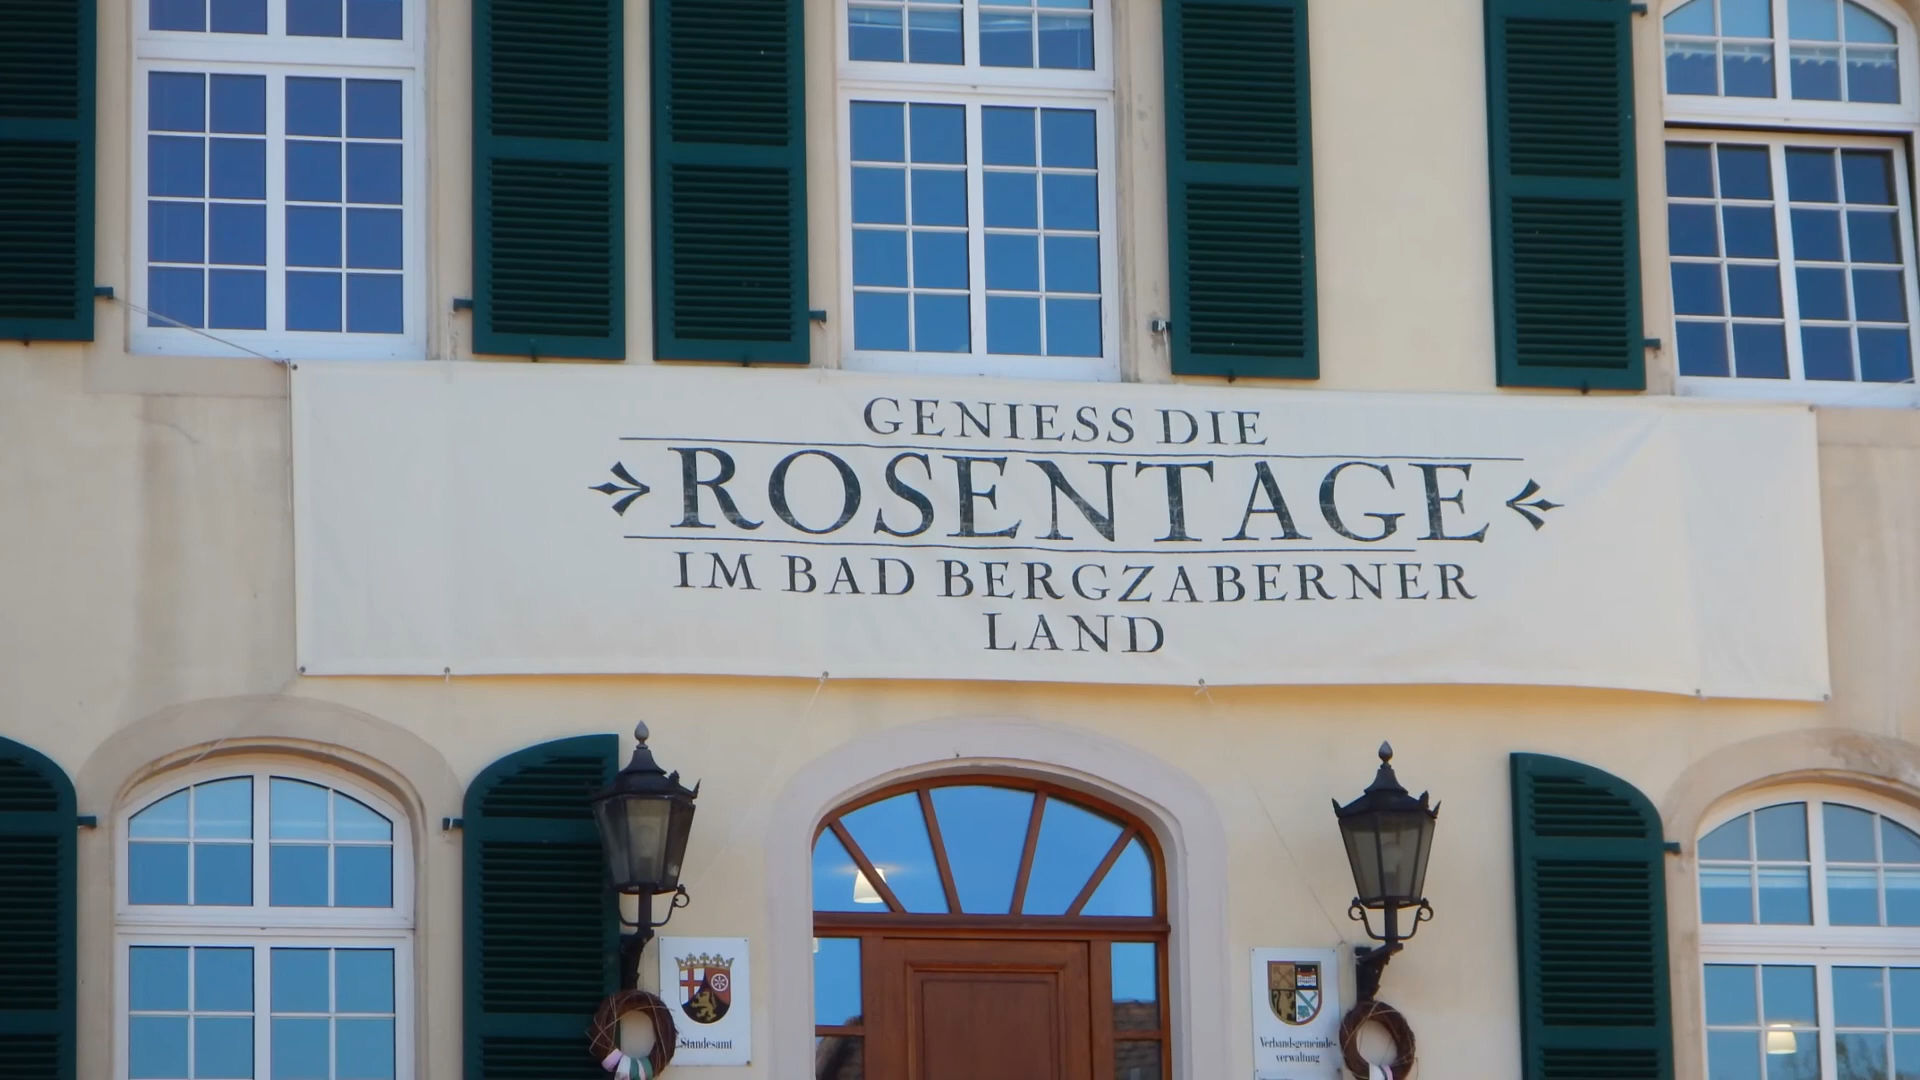 GENIESS DIE
ROSENTAGE
IM BAD BERGZABERNER
LAND
Standesamt
Verbandsgemeinde-
verwaltung